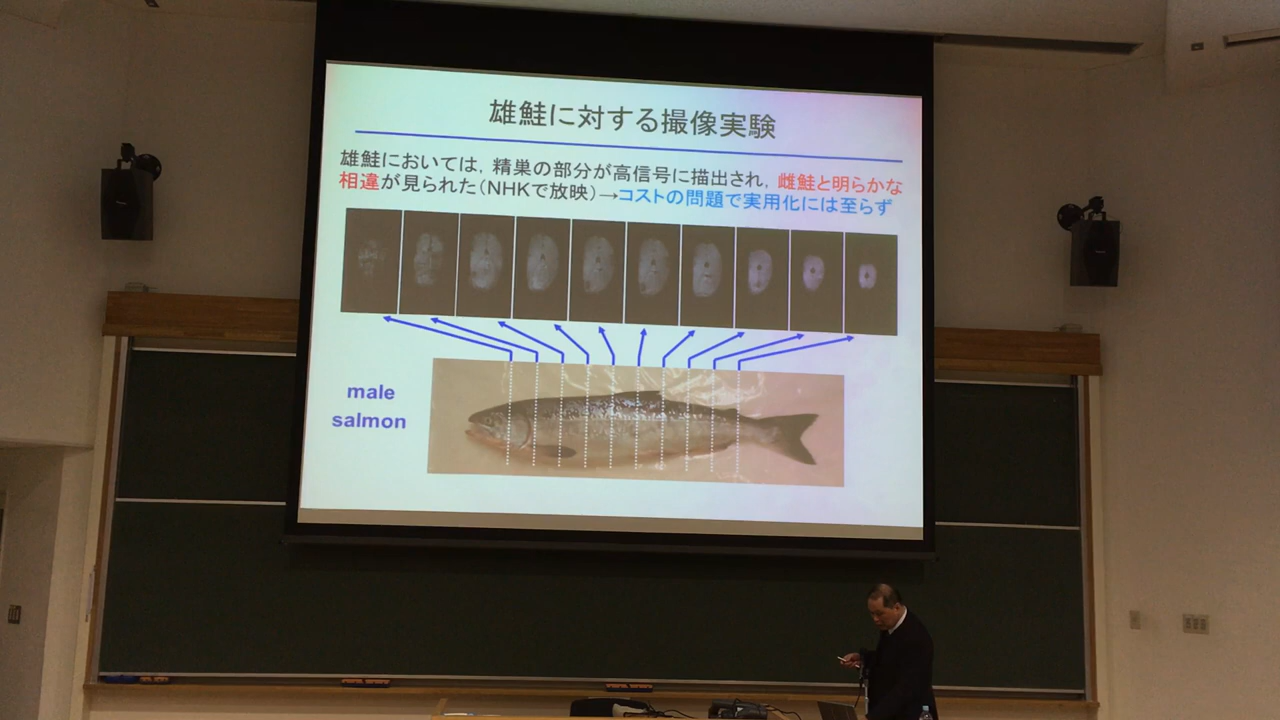 雄鮭に対する撮像実験
雄鮭においては，精巣の部分が高信号に描出され，雌鮭と明らかな
相違が見られた（NHKで放映）→コストの問題で実用化には至らず
male
salmon